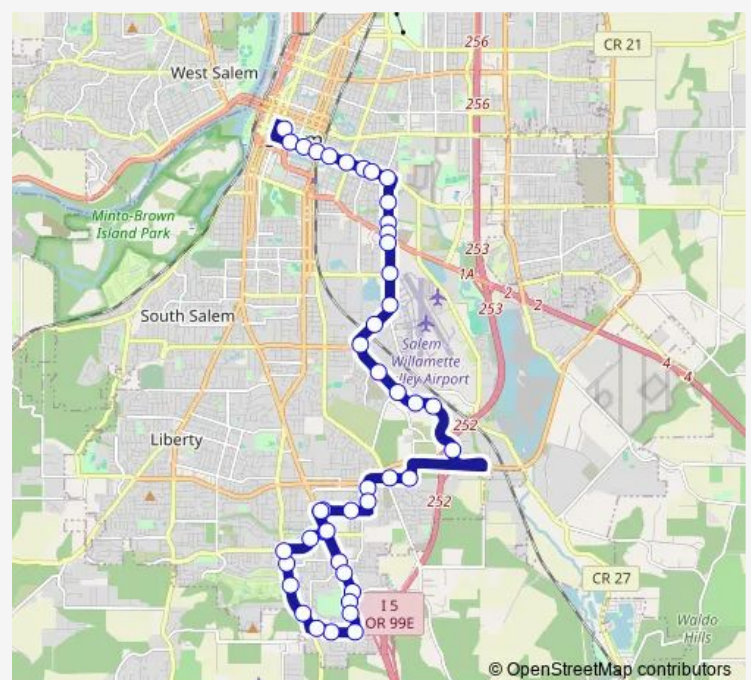 256
CR 21
West Salem
256
Minto-Brown
Island Park
253
1A
2
2
253
South Salem
Salem
Willamette
lley Airport
4
4
252
Liberty
252
CR 27
I 5
OR 99E
Waldo
Hills
© OpenStreetMap contributors